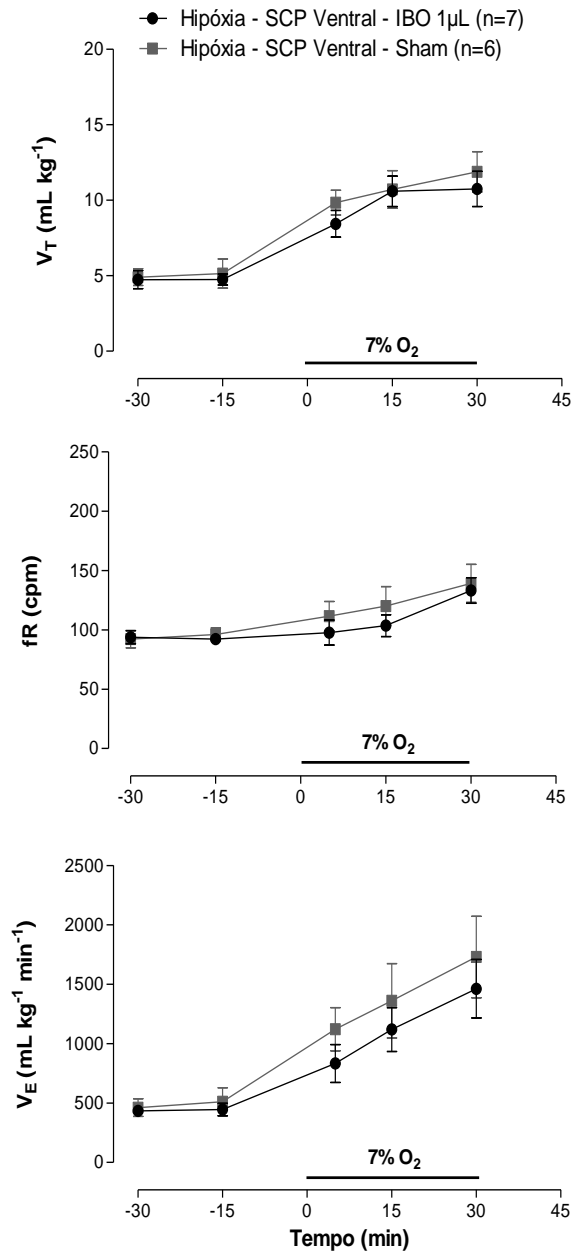 Hipóxia - SCP Ventral - IBO 1µL (n=7)
Hipóxia - SCP Ventral - Sham (n=6)
20
15
10
5
0
V_T (mL kg⁻¹)
7% O₂
-30 -15 0 15 30 45
250
200
150
100
50
0
fR (cpm)
7% O₂
-30 -15 0 15 30 45
2500
2000
1500
1000
500
0
V_E (mL kg⁻¹ min⁻¹)
7% O₂
-30 -15 0 15 30 45
Tempo (min)